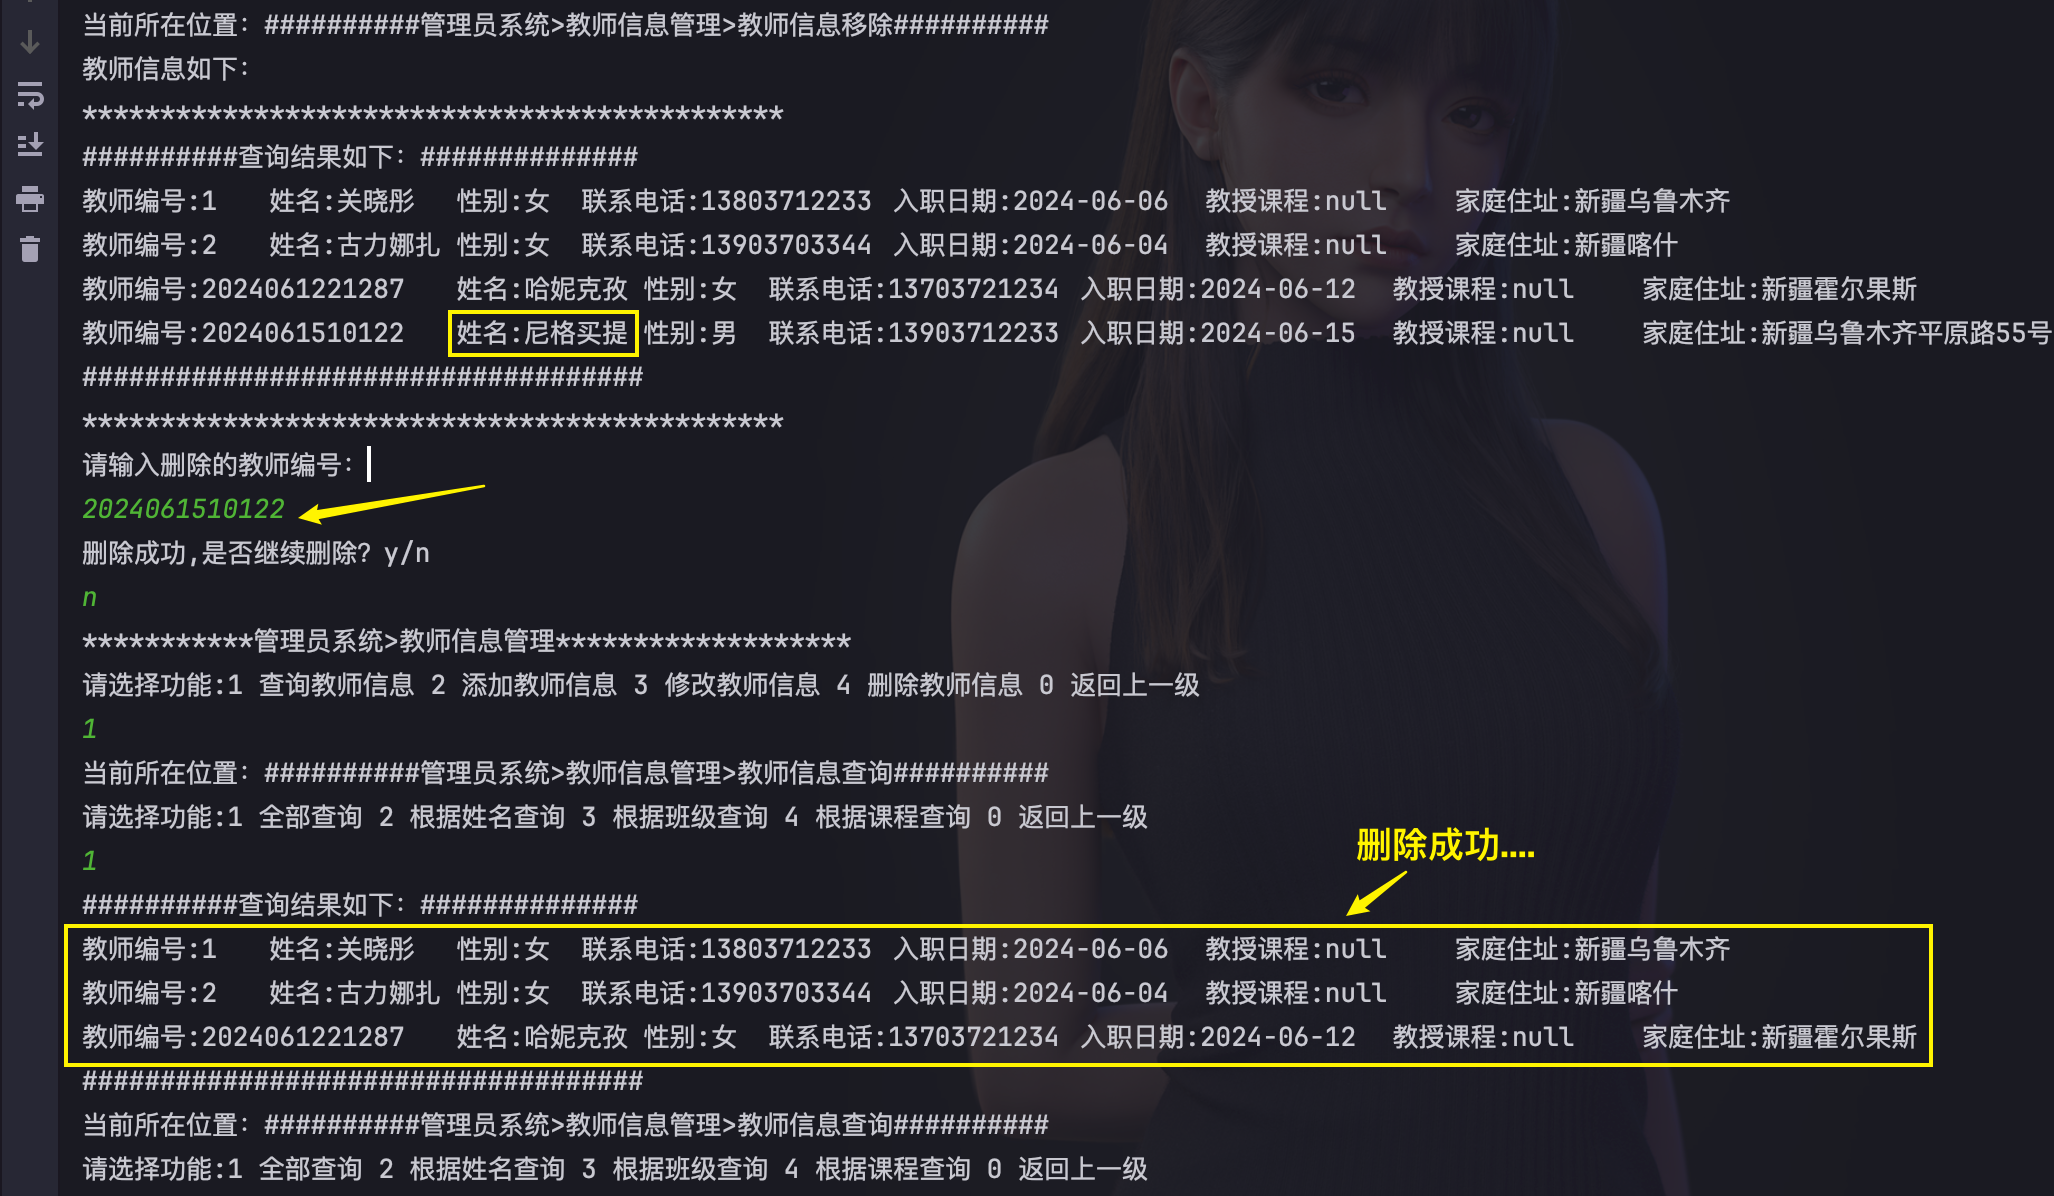 当前所在位置：##########管理员系统>教师信息管理>教师信息移除##########
教师信息如下：
*********************************************
##########查询结果如下：##############
教师编号:1 姓名:关晓彤 性别:女 联系电话:13803712233 入职日期:2024-06-06 教授课程:null 家庭住址:新疆乌鲁木齐
教师编号:2 姓名:古力娜扎 性别:女 联系电话:13903703344 入职日期:2024-06-04 教授课程:null 家庭住址:新疆喀什
教师编号:2024061221287 姓名:哈妮克孜 性别:女 联系电话:13703721234 入职日期:2024-06-12 教授课程:null 家庭住址:新疆霍尔果斯
教师编号:2024061510122 姓名:尼格买提 性别:男 联系电话:13903712233 入职日期:2024-06-15 教授课程:null 家庭住址:新疆乌鲁木齐平原路55号
####################################
*********************************************
请输入删除的教师编号：
2024061510122
删除成功,是否继续删除？y/n
n
***********管理员系统>教师信息管理*******************
请选择功能:1 查询教师信息 2 添加教师信息 3 修改教师信息 4 删除教师信息 0 返回上一级
1
当前所在位置：##########管理员系统>教师信息管理>教师信息查询##########
请选择功能:1 全部查询 2 根据姓名查询 3 根据班级查询 4 根据课程查询 0 返回上一级
删除成功....
1
##########查询结果如下：##############
教师编号:1 姓名:关晓彤 性别:女 联系电话:13803712233 入职日期:2024-06-06 教授课程:null 家庭住址:新疆乌鲁木齐
教师编号:2 姓名:古力娜扎 性别:女 联系电话:13903703344 入职日期:2024-06-04 教授课程:null 家庭住址:新疆喀什
教师编号:2024061221287 姓名:哈妮克孜 性别:女 联系电话:13703721234 入职日期:2024-06-12 教授课程:null 家庭住址:新疆霍尔果斯
####################################
当前所在位置：##########管理员系统>教师信息管理>教师信息查询##########
请选择功能:1 全部查询 2 根据姓名查询 3 根据班级查询 4 根据课程查询 0 返回上一级